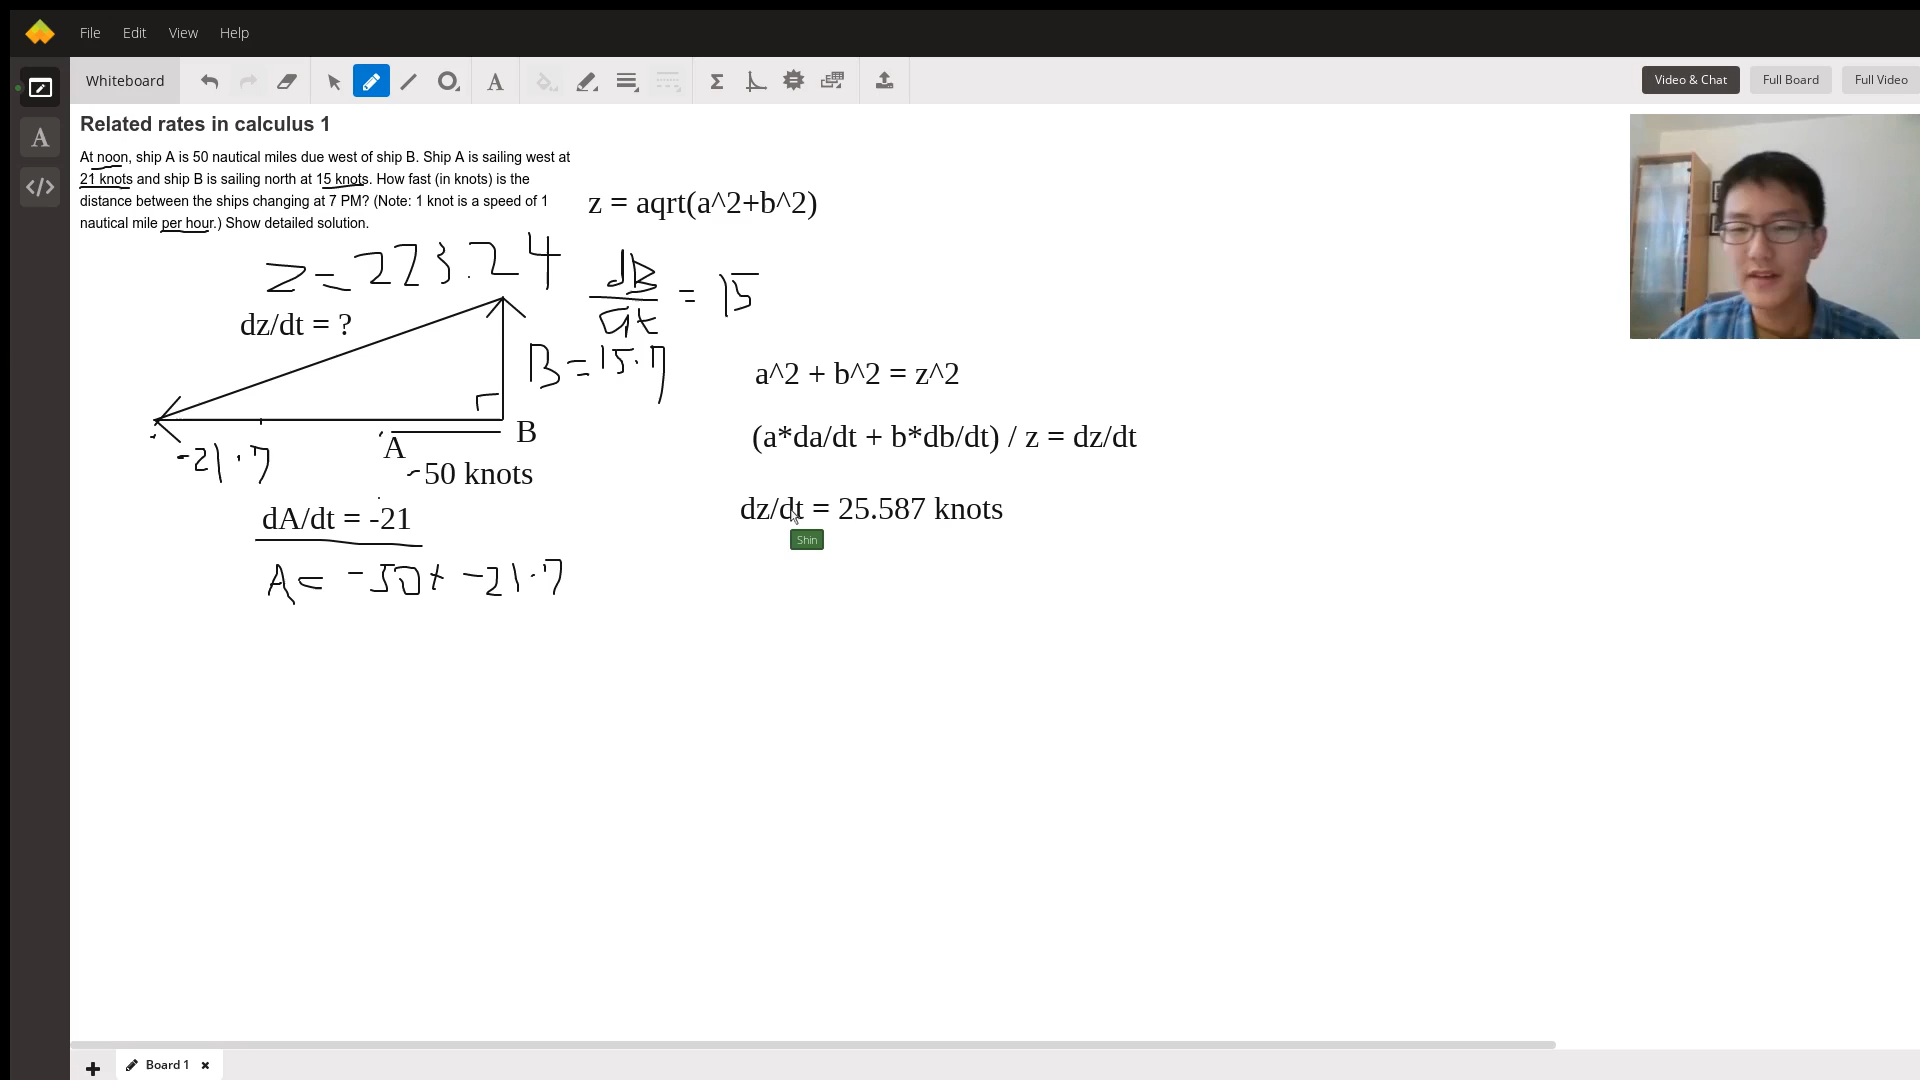 File Edit View Help
Whiteboard
Video & Chat Full Board Full Video
Related rates in calculus 1
At noon, ship A is 50 nautical miles due west of ship B. Ship A is sailing west at
21 knots and ship B is sailing north at 15 knots. How fast (in knots) is the
distance between the ships changing at 7 PM? (Note: 1 knot is a speed of 1
nautical mile per hour.) Show detailed solution.
z = aqrt(a^2+b^2)
z = 223.24
dB/dt = 15
dz/dt = ?
B = 15.7
a^2 + b^2 = z^2
A
B
(a*da/dt + b*db/dt) / z = dz/dt
-21.7
-50 knots
dz/dt = 25.587 knots
Shin
dA/dt = -21
A = -50 + -21.7
Board 1